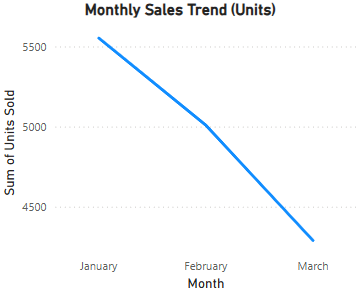 Monthly Sales Trend (Units)
Sum of Units Sold
5500
5000
4500
January February March
Month